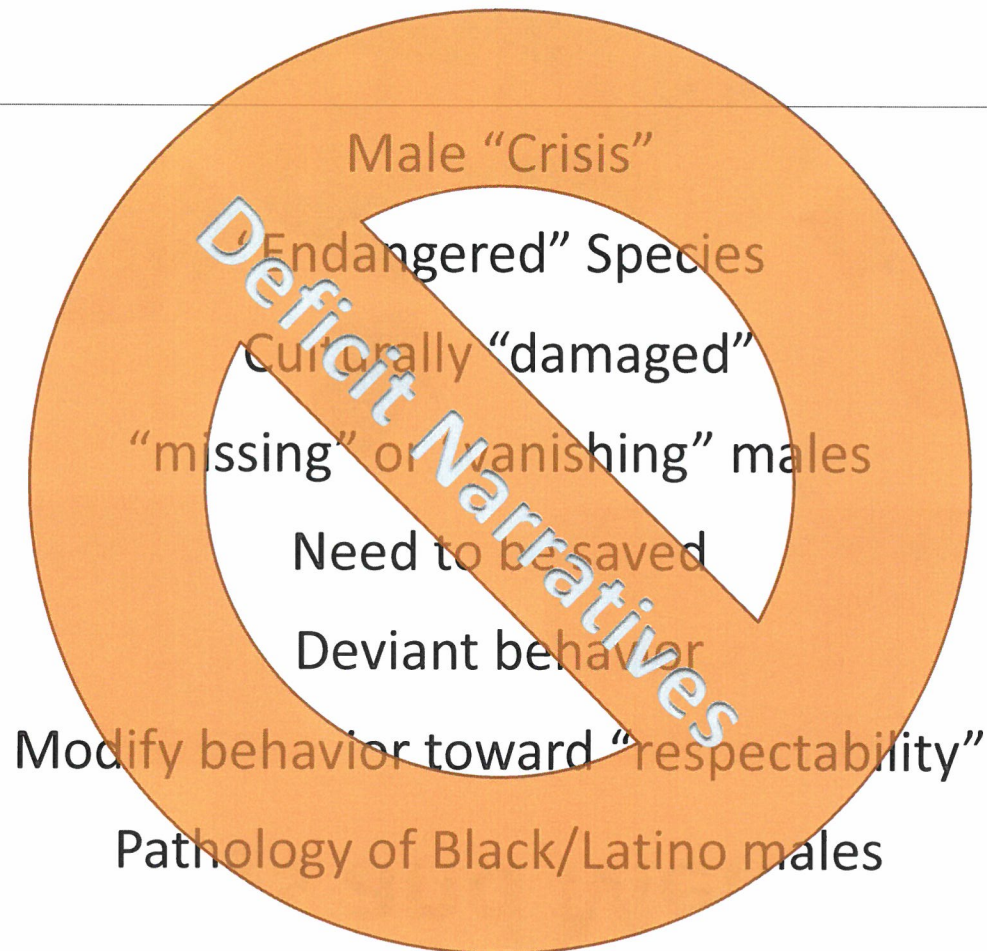 Male “Crisis”
“Endangered” Species
Culturally “damaged”
“missing” or “vanishing” males
Need to be saved
Deviant behavior
Modify behavior toward “respectability”
Pathology of Black/Latino males
Deficit Narratives